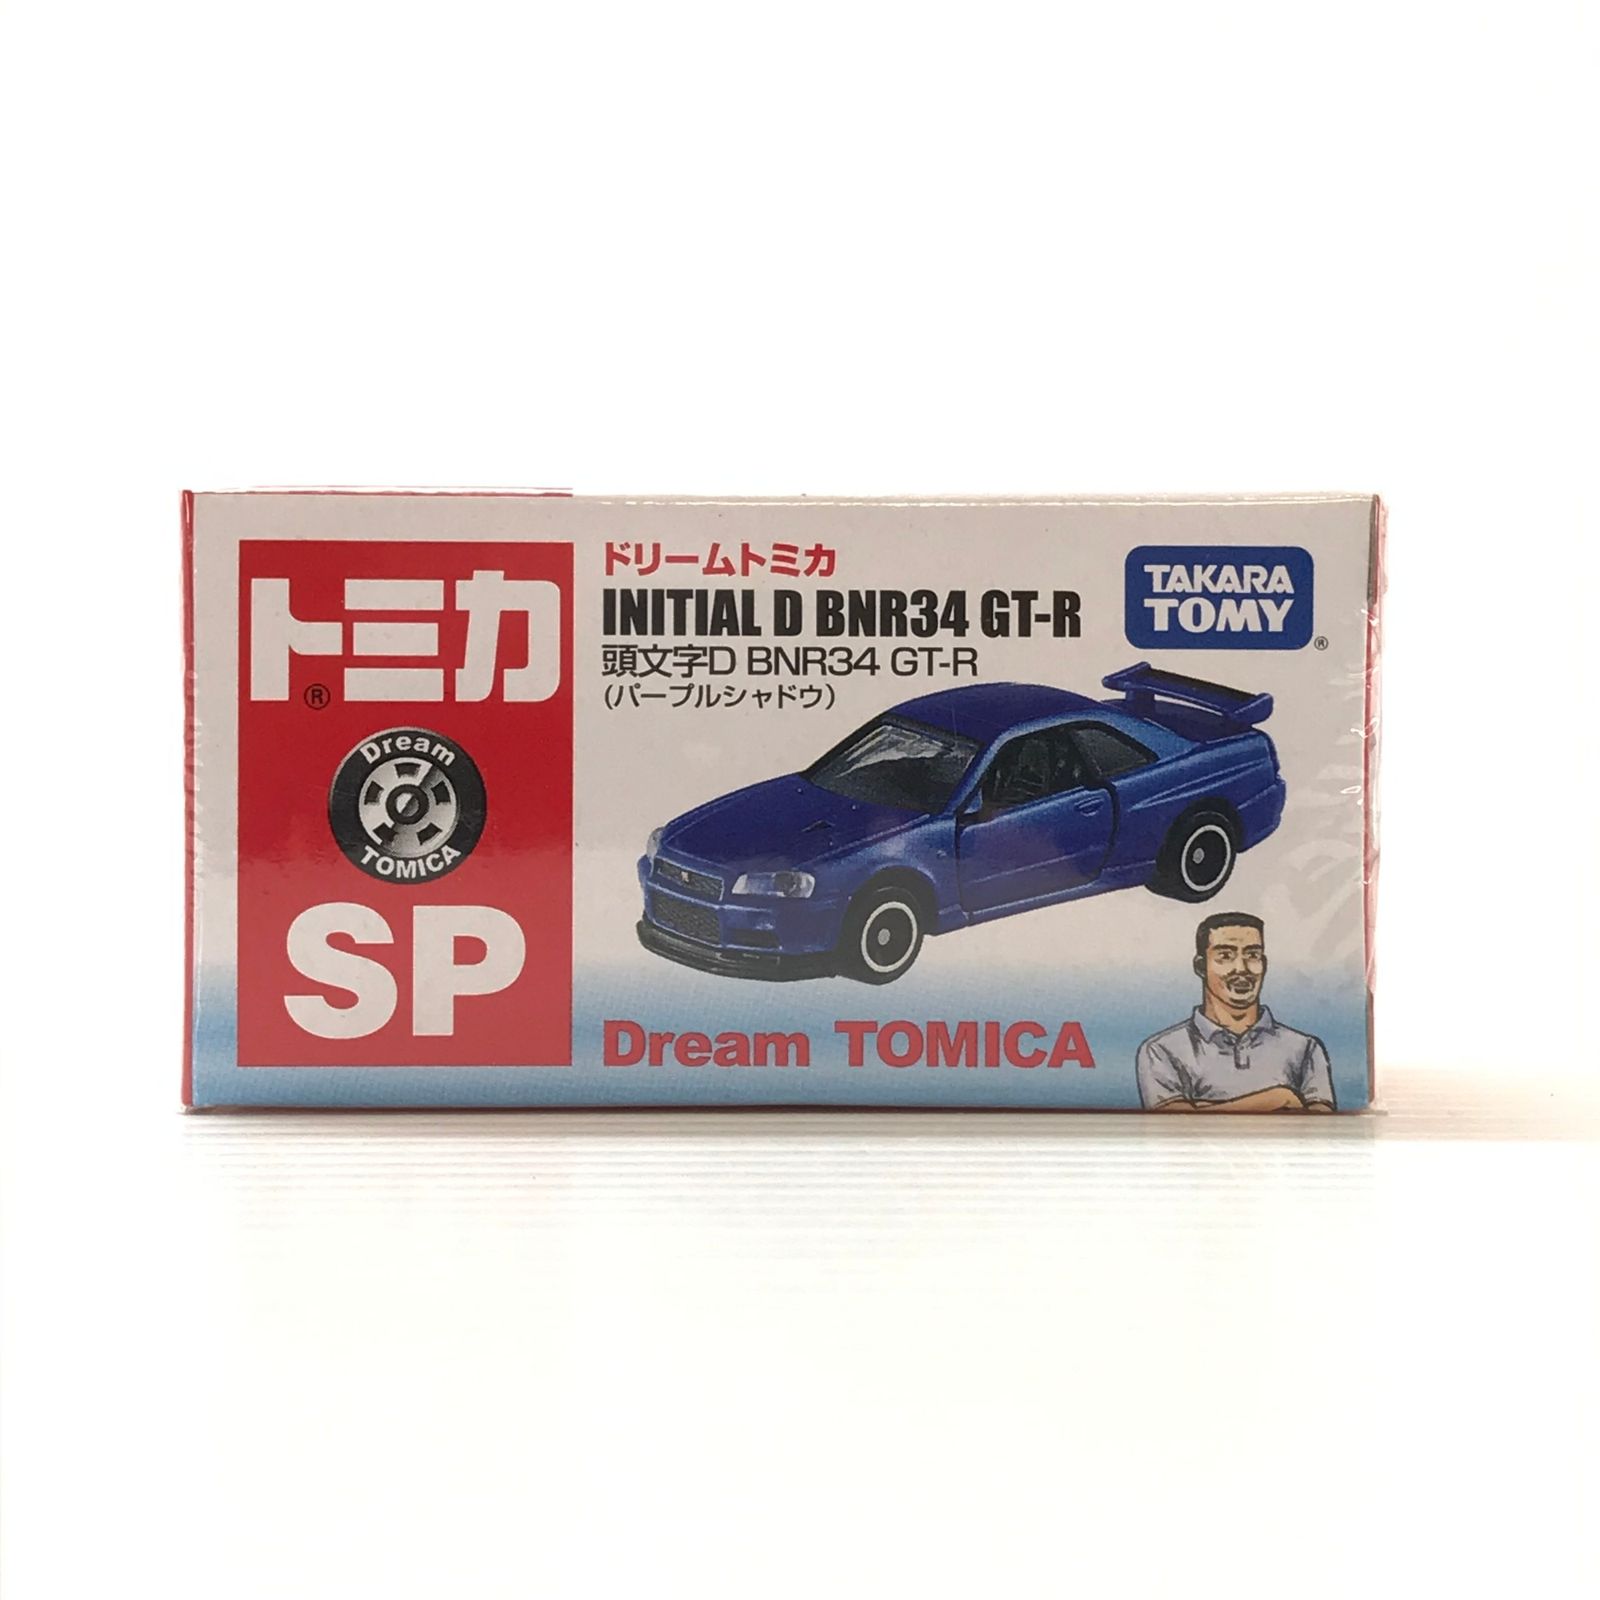 トミカ
®
Dream
TOMICA
SP
ドリームトミカ
INITIAL D BNR34 GT-R
頭文字D BNR34 GT-R
(パープルシャドウ)
TAKARA
TOMY
®
Dream TOMICA